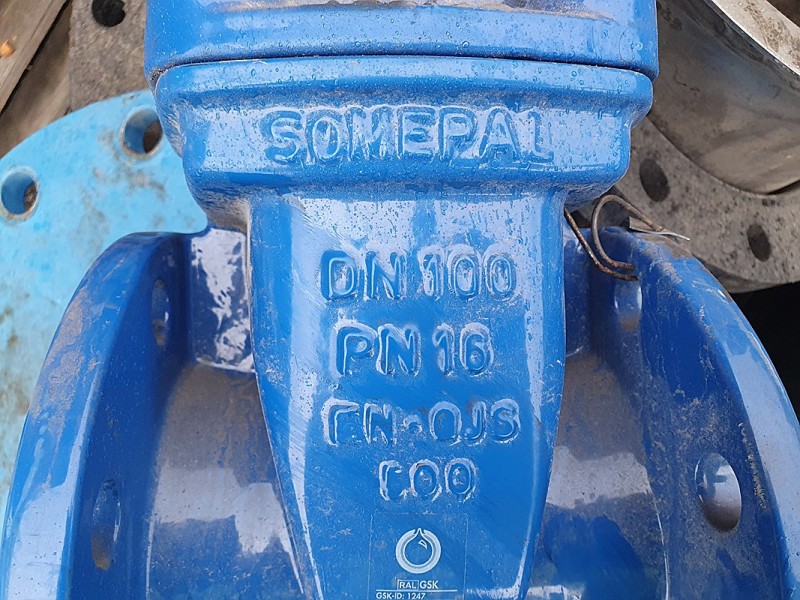 SOMEPAL
DN 100
PN 16
EN-GJS
500
RAL GSK
GSK-ID: 1247